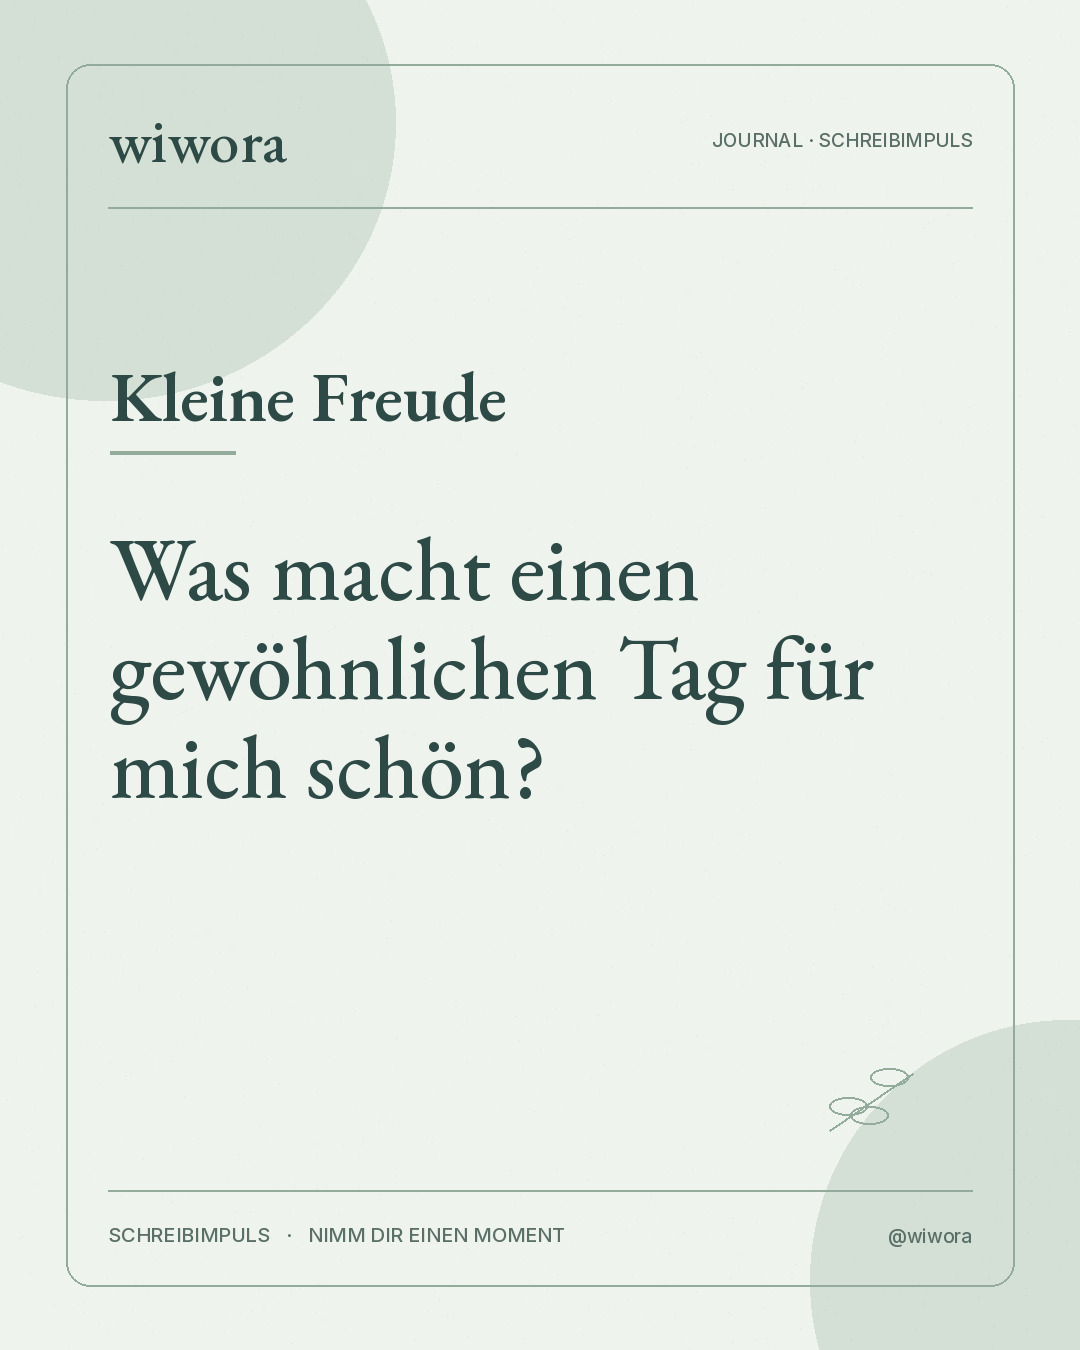 wiwora
JOURNAL · SCHREIBIMPULS
Kleine Freude
Was macht einen
gewöhnlichen Tag für
mich schön?
SCHREIBIMPULS · NIMM DIR EINEN MOMENT
@wiwora